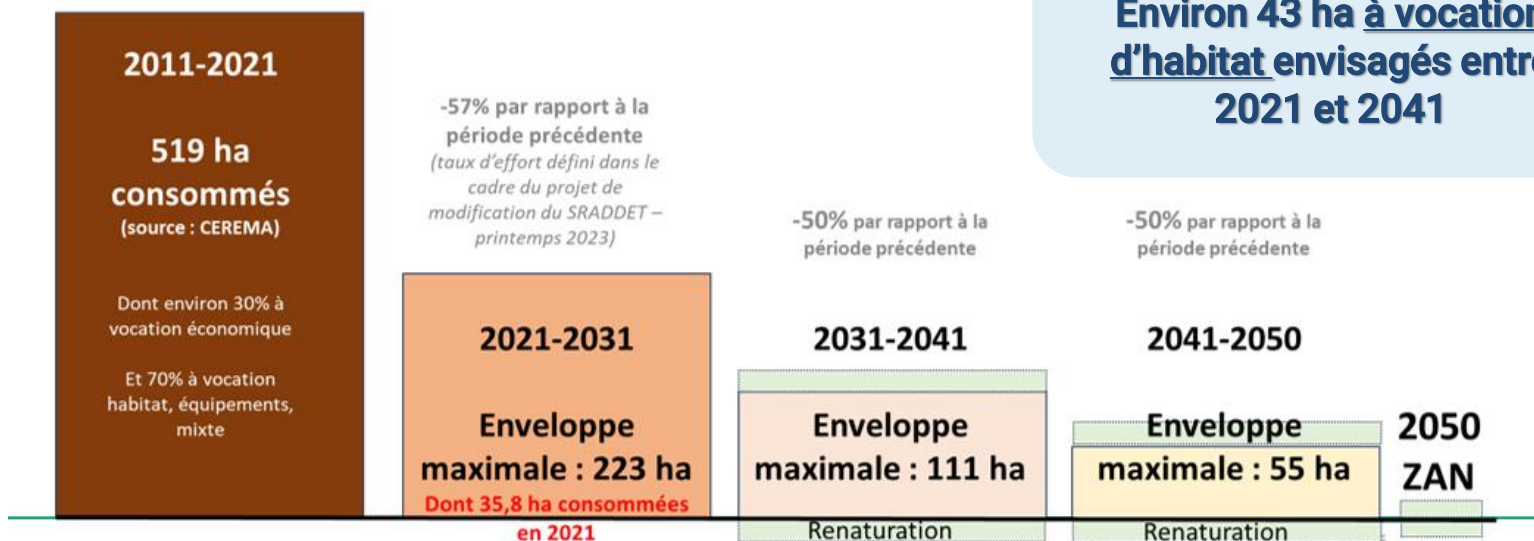 2011-2021
519 ha
consommés
(source : CEREMA)
Dont environ 30% à
vocation économique
Et 70% à vocation
habitat, équipements,
mixte
-57% par rapport à la
période précédente
(taux d'effort défini dans le
cadre du projet de
modification du SRADDET –
printemps 2023)
2021-2031
Enveloppe
maximale : 223 ha
Dont 35,8 ha consommées
en 2021
-50% par rapport à la
période précédente
2031-2041
Enveloppe
maximale : 111 ha
Renaturation
-50% par rapport à la
période précédente
2041-2050
Enveloppe
maximale : 55 ha
Renaturation
2050
ZAN
Environ 43 ha à vocation
d'habitat envisagés entre
2021 et 2041